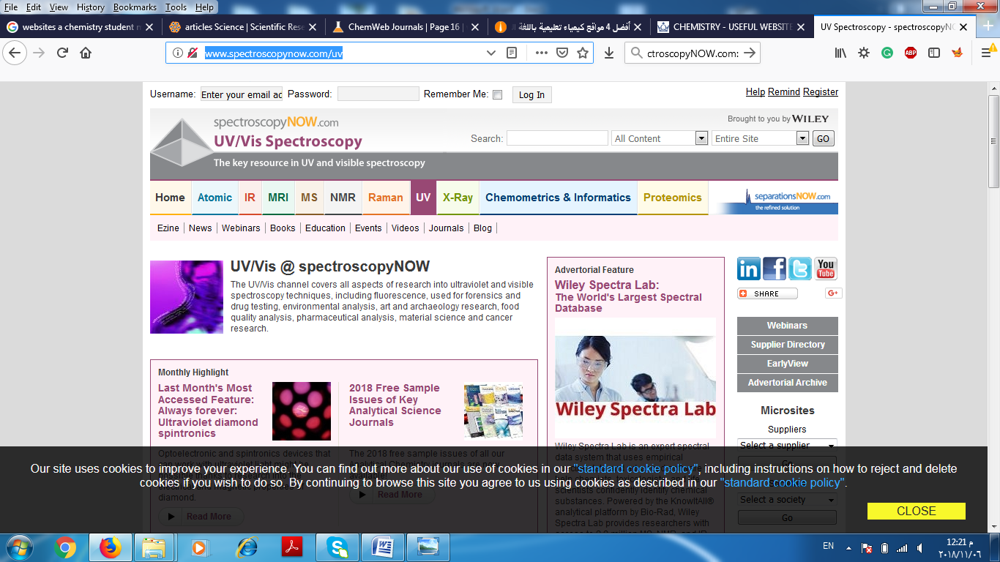 File Edit View History Bookmarks Tools Help
websites a chemistry student
articles Science | Scientific Rese
ChemWeb Journals | Page 16 |
أفضل 4 مواقع كيمياء تعليمية باللغة
CHEMISTRY - USEFUL WEBSITE
UV Spectroscopy - spectroscopyNO
www.spectroscopynow.com/uv
ctroscopyNOW.com:
ABP
Username: Enter your email ad Password: Remember Me: Log In
Help Remind Register
spectroscopyNOW.com
Brought to you by WILEY
UV/Vis Spectroscopy
Search: All Content Entire Site GO
The key resource in UV and visible spectroscopy
Home Atomic IR MRI MS NMR Raman UV X-Ray Chemometrics & Informatics Proteomics
separationsNOW.com
the refined solution
Ezine News Webinars Books Education Events Videos Journals Blog
UV/Vis @ spectroscopyNOW
The UV/Vis channel covers all aspects of research into ultraviolet and visible
spectroscopy techniques, including fluorescence, used for forensics and
drug testing, environmental analysis, art and archaeology research, food
quality analysis, pharmaceutical analysis, material science and cancer
research.
Monthly Highlight
Last Month's Most
Accessed Feature:
Always forever:
Ultraviolet diamond
spintronics
Optoelectronic and spintronics devices that
diamond.
Read More
2018 Free Sample
Issues of Key
Analytical Science
Journals
The 2018 free sample issues of all our
Read More
Advertorial Feature
Wiley Spectra Lab:
The World's Largest Spectral
Database
Wiley Spectra Lab
Wiley Spectra Lab is an expert spectral
data system that uses empirical
scientists confidently identify chemical
substances. Powered by the KnowItAll®
analytical platform by Bio-Rad, Wiley
Spectra Lab provides researchers with
in
f
t
You
Tube
SHARE
G+
Webinars
Supplier Directory
EarlyView
Advertorial Archive
Microsites
Suppliers
Select a supplier
Select a society
Go
Our site uses cookies to improve your experience. You can find out more about our use of cookies in our "standard cookie policy", including instructions on how to reject and delete
cookies if you wish to do so. By continuing to browse this site you agree to us using cookies as described in our "standard cookie policy".
CLOSE
EN
12:21 م
٢٠١٨/١١/٠٦